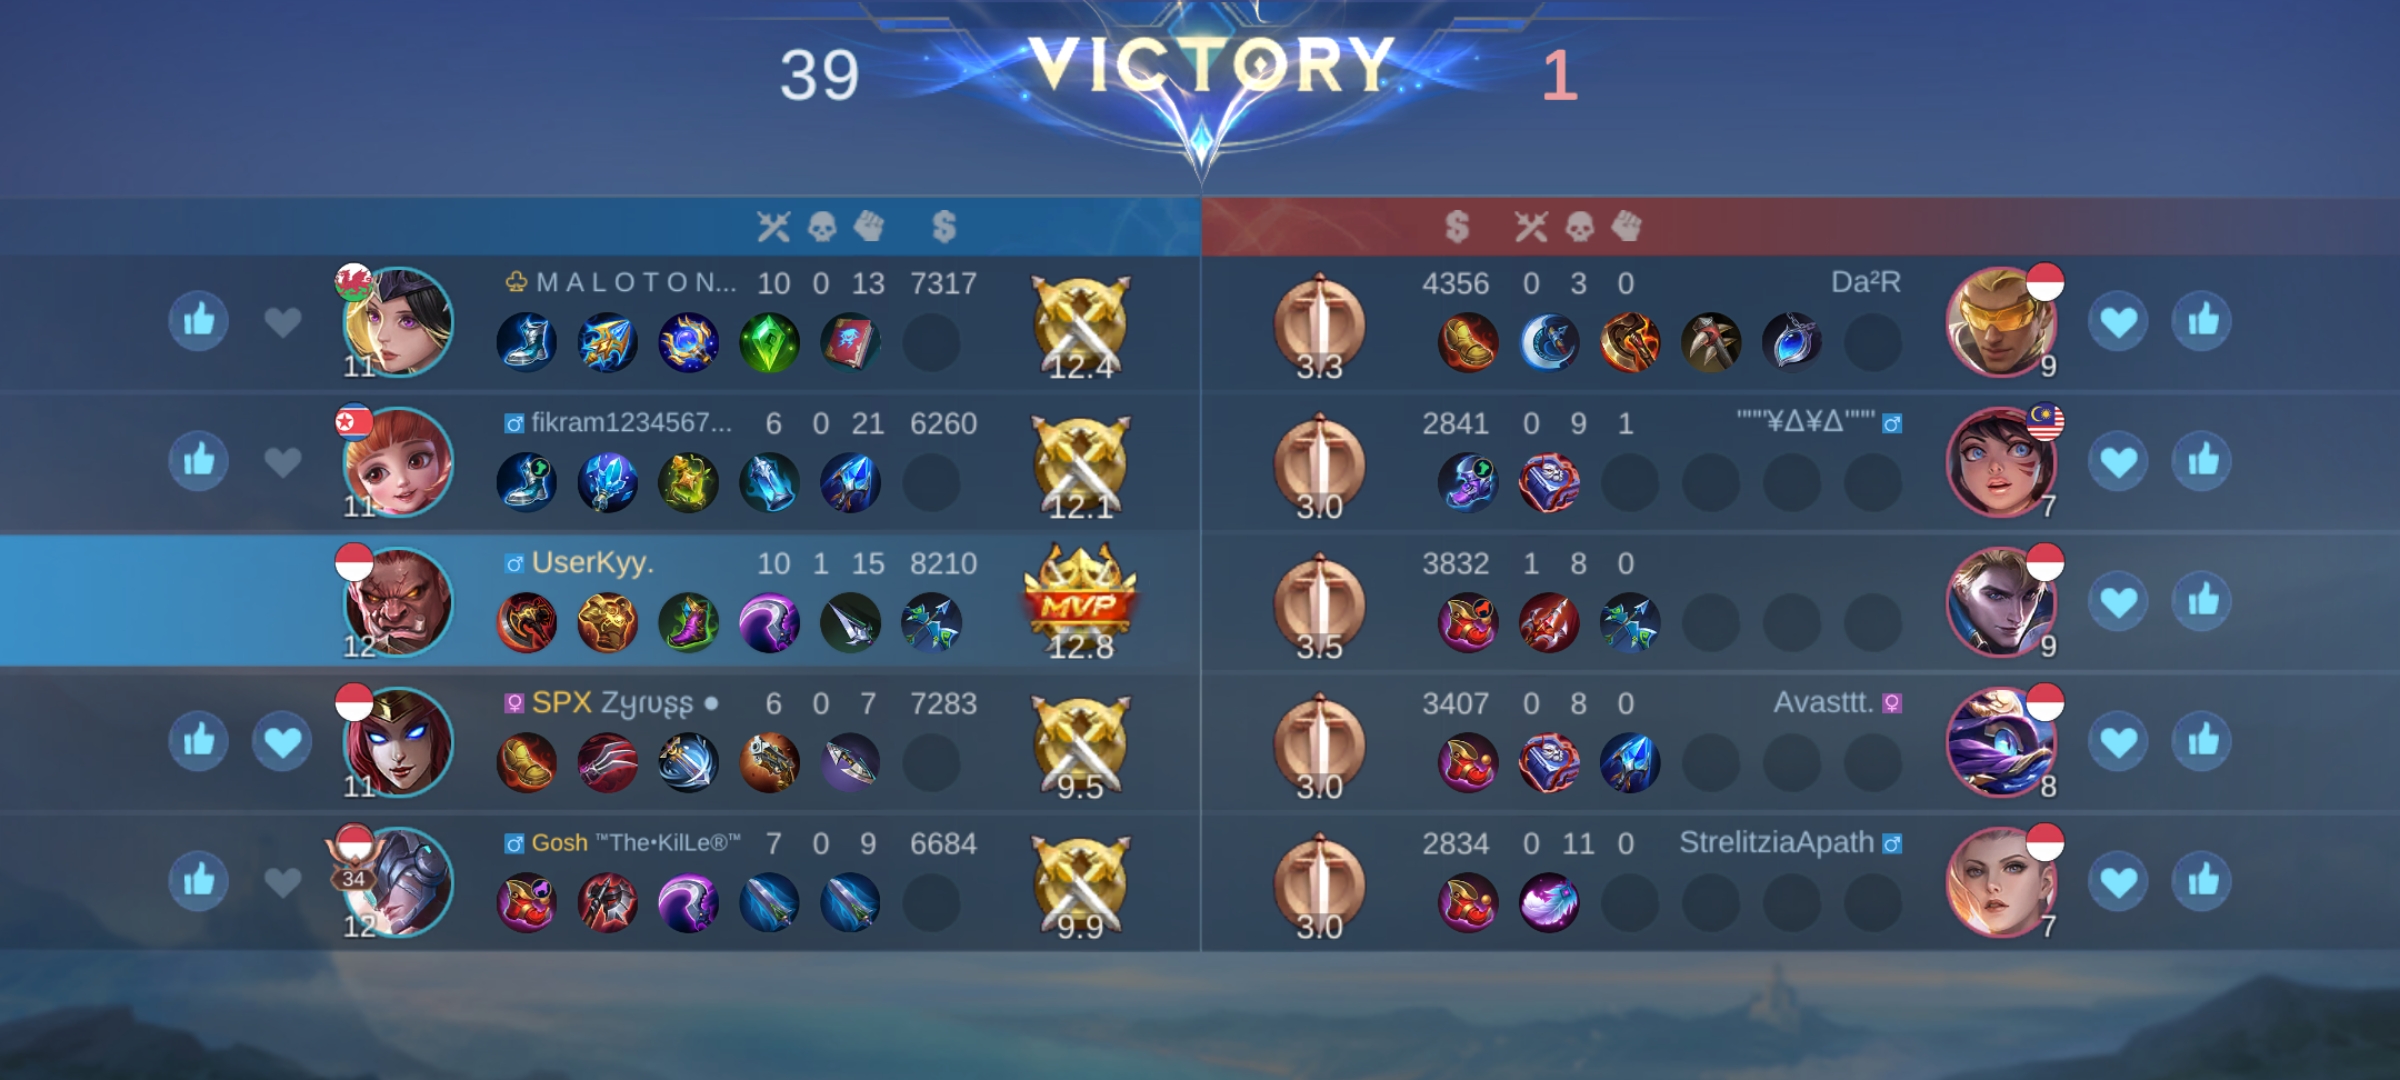 39 VICTORY 1
M A L O T O N... 10 0 13 7317
11 12.4
4356 0 3 0 Da²R
3.3 9
fikram1234567... 6 0 21 6260
11 12.1
2841 0 9 1 """¥Δ¥Δ"""
3.0 7
UserKyy. 10 1 15 8210
MVP
12 12.8
3832 1 8 0
3.5 9
SPX Zყɾυʂʂ ● 6 0 7 7283
11 9.5
3407 0 8 0 Avasttt.
3.0 8
Gosh ™The•KilLe®™ 7 0 9 6684
34
12 9.9
2834 0 11 0 StrelitziaApath
3.0 7